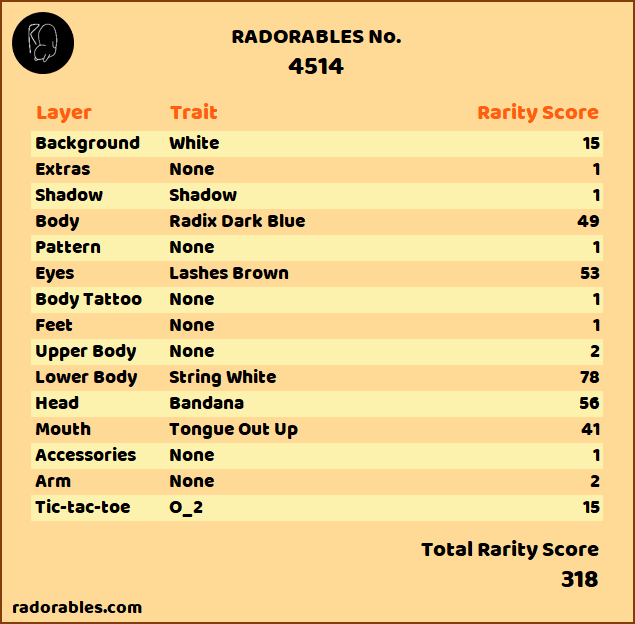 RADORABLES No.
4514
Layer Trait Rarity Score
Background White 15
Extras None 1
Shadow Shadow 1
Body Radix Dark Blue 49
Pattern None 1
Eyes Lashes Brown 53
Body Tattoo None 1
Feet None 1
Upper Body None 2
Lower Body String White 78
Head Bandana 56
Mouth Tongue Out Up 41
Accessories None 1
Arm None 2
Tic-tac-toe O_2 15
Total Rarity Score
318
radorables.com